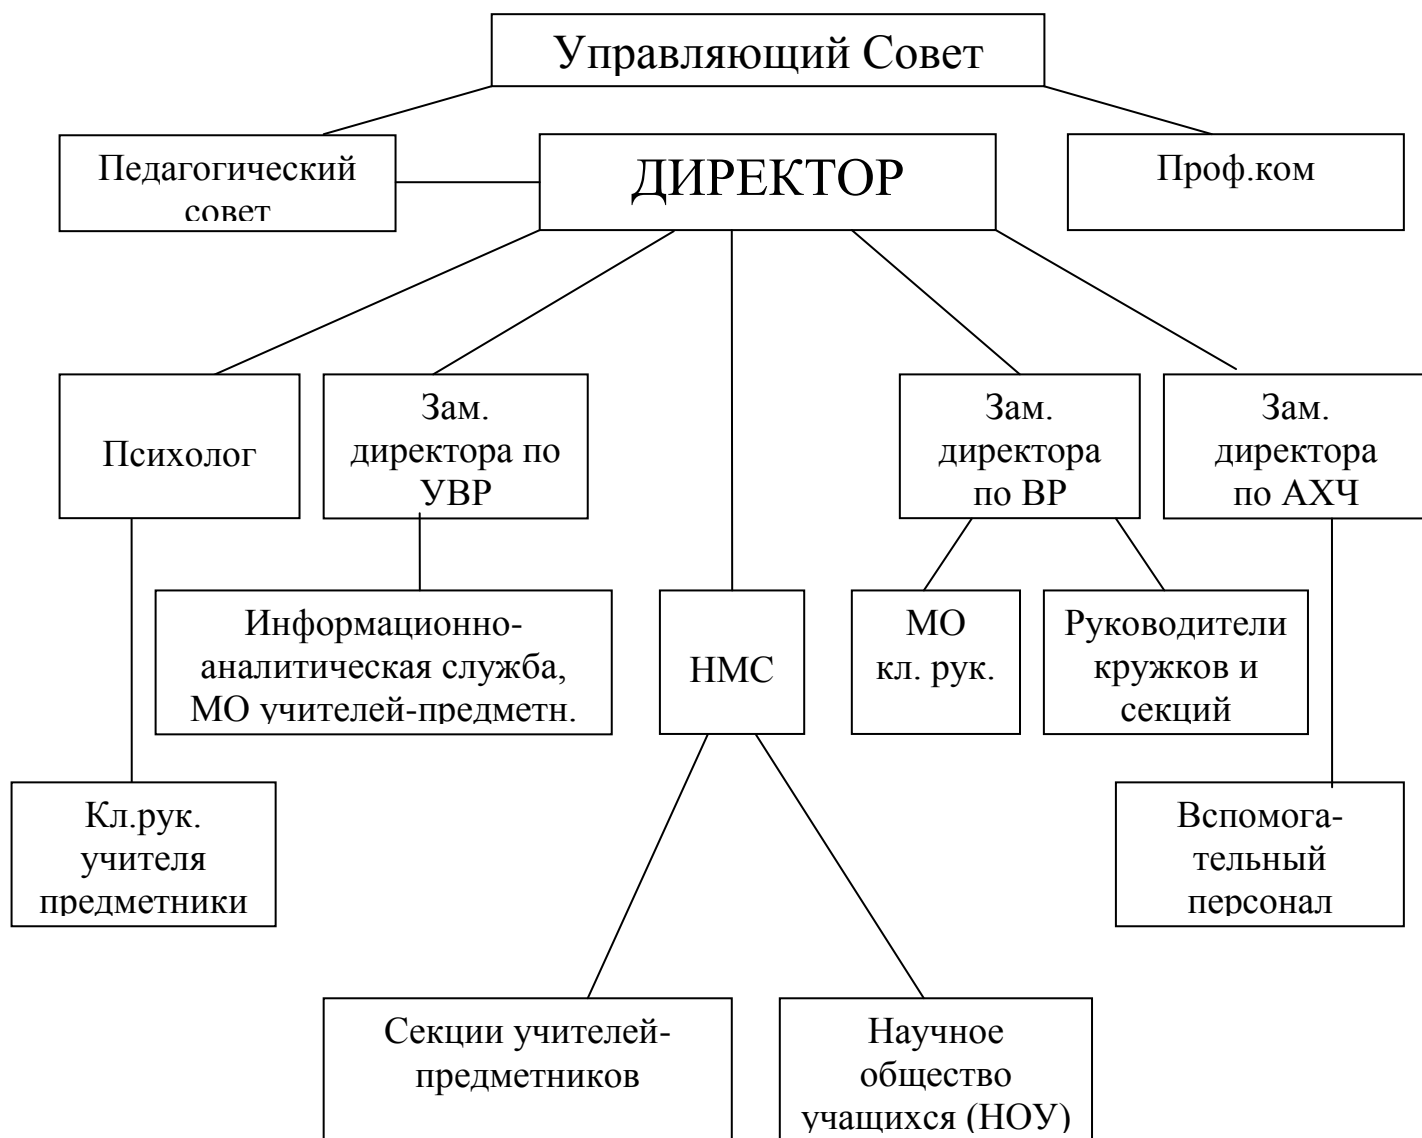 Управляющий Совет
Педагогический
совет
ДИРЕКТОР
Проф.ком
Психолог
Зам.
директора по
УВР
Зам.
директора
по ВР
Зам.
директора
по АХЧ
Информационно-
аналитическая служба,
МО учителей-предметн.
НМС
МО
кл. рук.
Руководители
кружков и
секций
Кл.рук.
учителя
предметники
Вспомога-
тельный
персонал
Секции учителей-
предметников
Научное
общество
учащихся (НОУ)